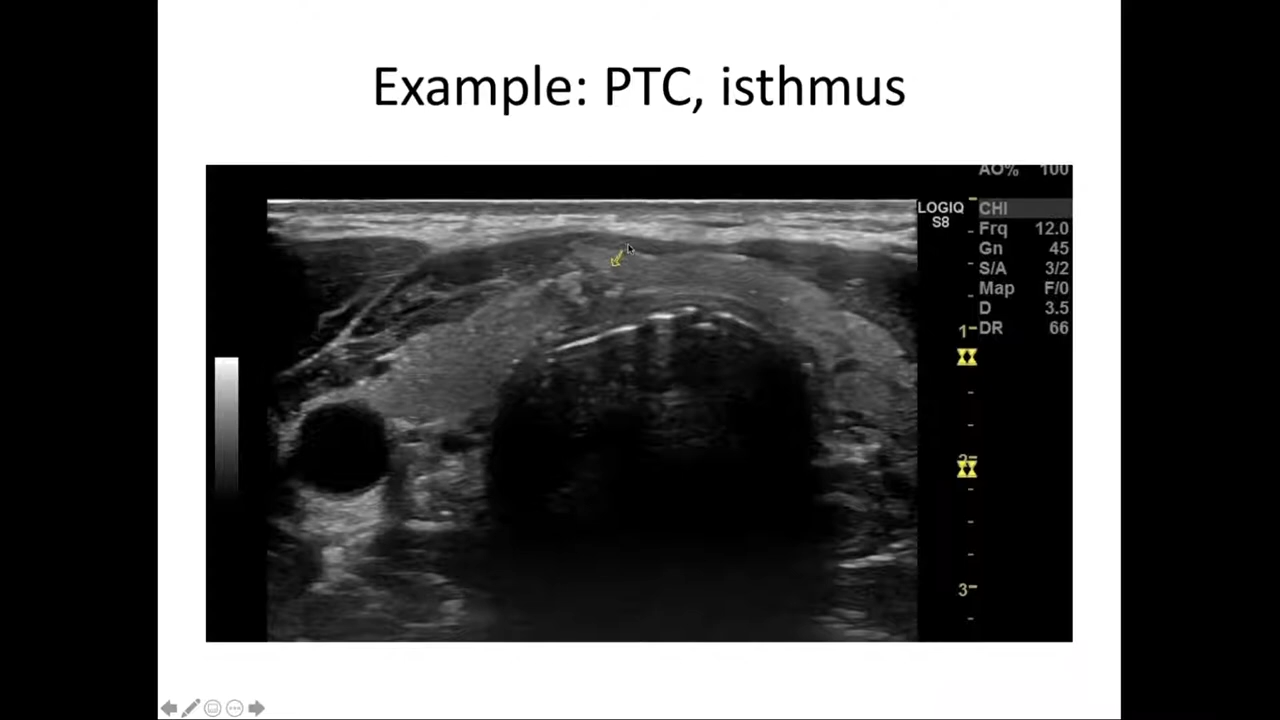 Example: PTC, isthmus
AO% 100
LOGIQ
S8
CHI
Frq 12.0
Gn 45
S/A 3/2
Map F/0
D 3.5
DR 66
1
2
3